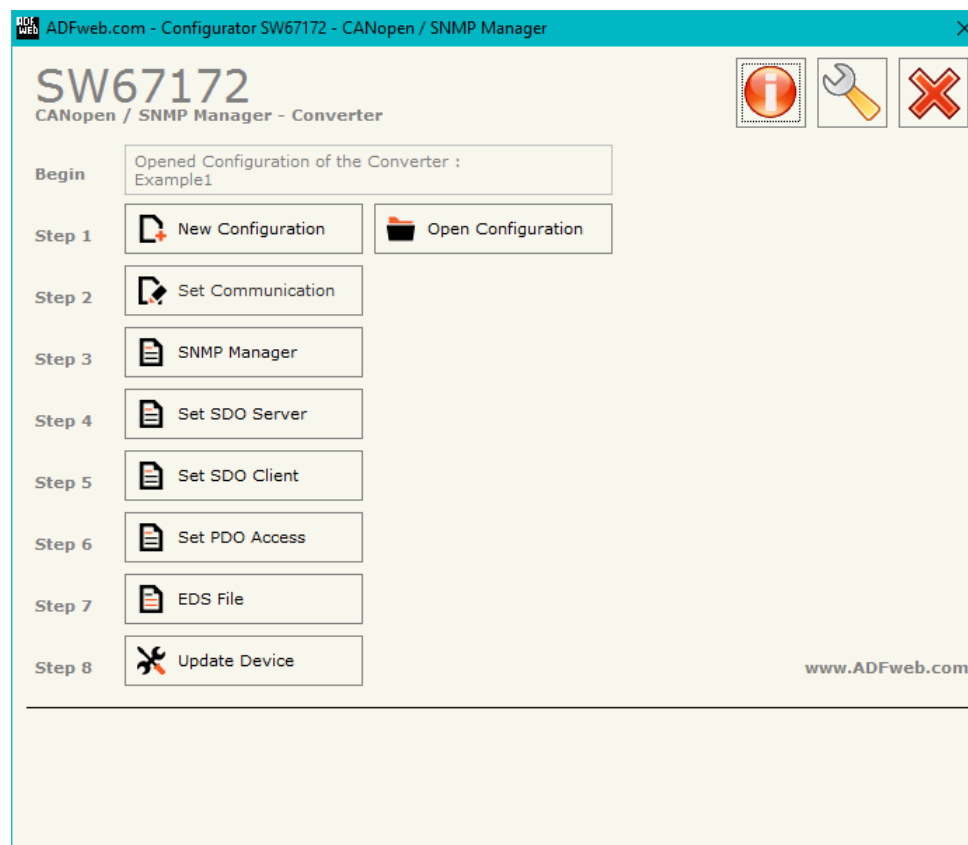 ADF
web
ADFweb.com - Configurator SW67172 - CANopen / SNMP Manager
SW67172
CANopen / SNMP Manager - Converter
Begin
Opened Configuration of the Converter :
Example1
Step 1
New Configuration
Open Configuration
Step 2
Set Communication
Step 3
SNMP Manager
Step 4
Set SDO Server
Step 5
Set SDO Client
Step 6
Set PDO Access
Step 7
EDS File
Step 8
Update Device
www.ADFweb.com